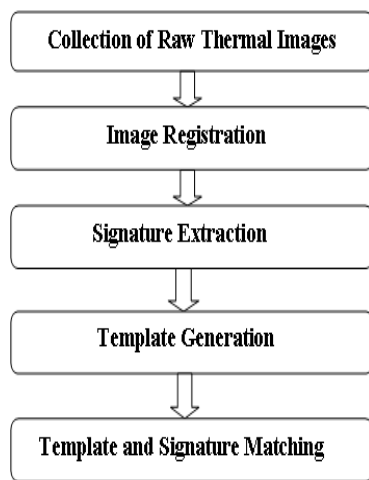 Collection of Raw Thermal Images
Image Registration
Signature Extraction
Template Generation
Template and Signature Matching